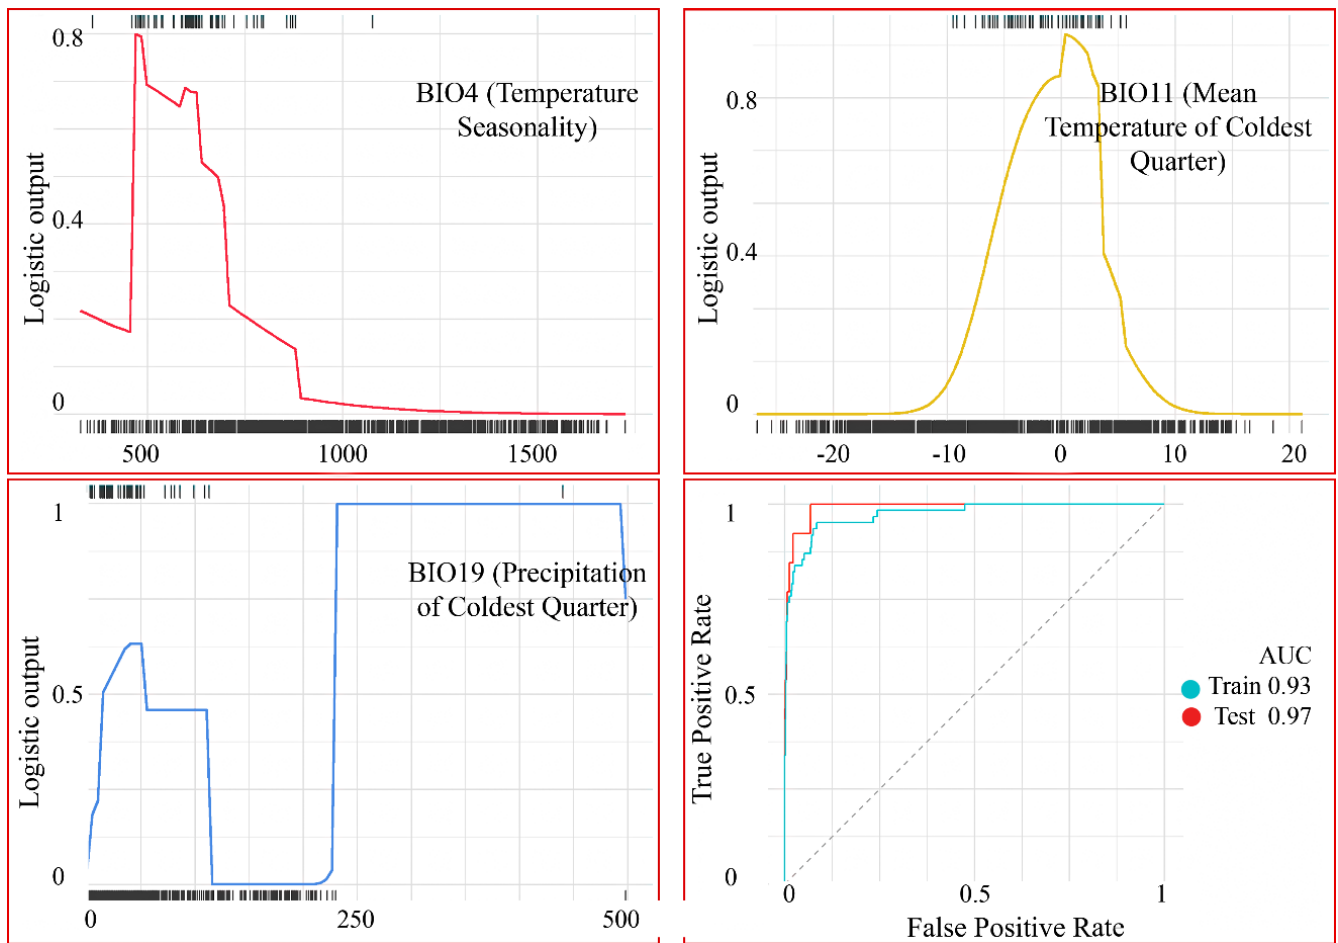 0.8
BIO4 (Temperature
Seasonality)
0.4
Logistic output
0
500
1000
1500
BIO11 (Mean
0.8
Temperature of Coldest
Quarter)
Logistic output
0.4
0
-20
-10
0
10
20
1
BIO19 (Precipitation
of Coldest Quarter)
0.5
Logistic output
0
0
250
500
1
True Positive Rate
AUC
Train 0.93
0.5
Test 0.97
0
0
0.5
1
False Positive Rate